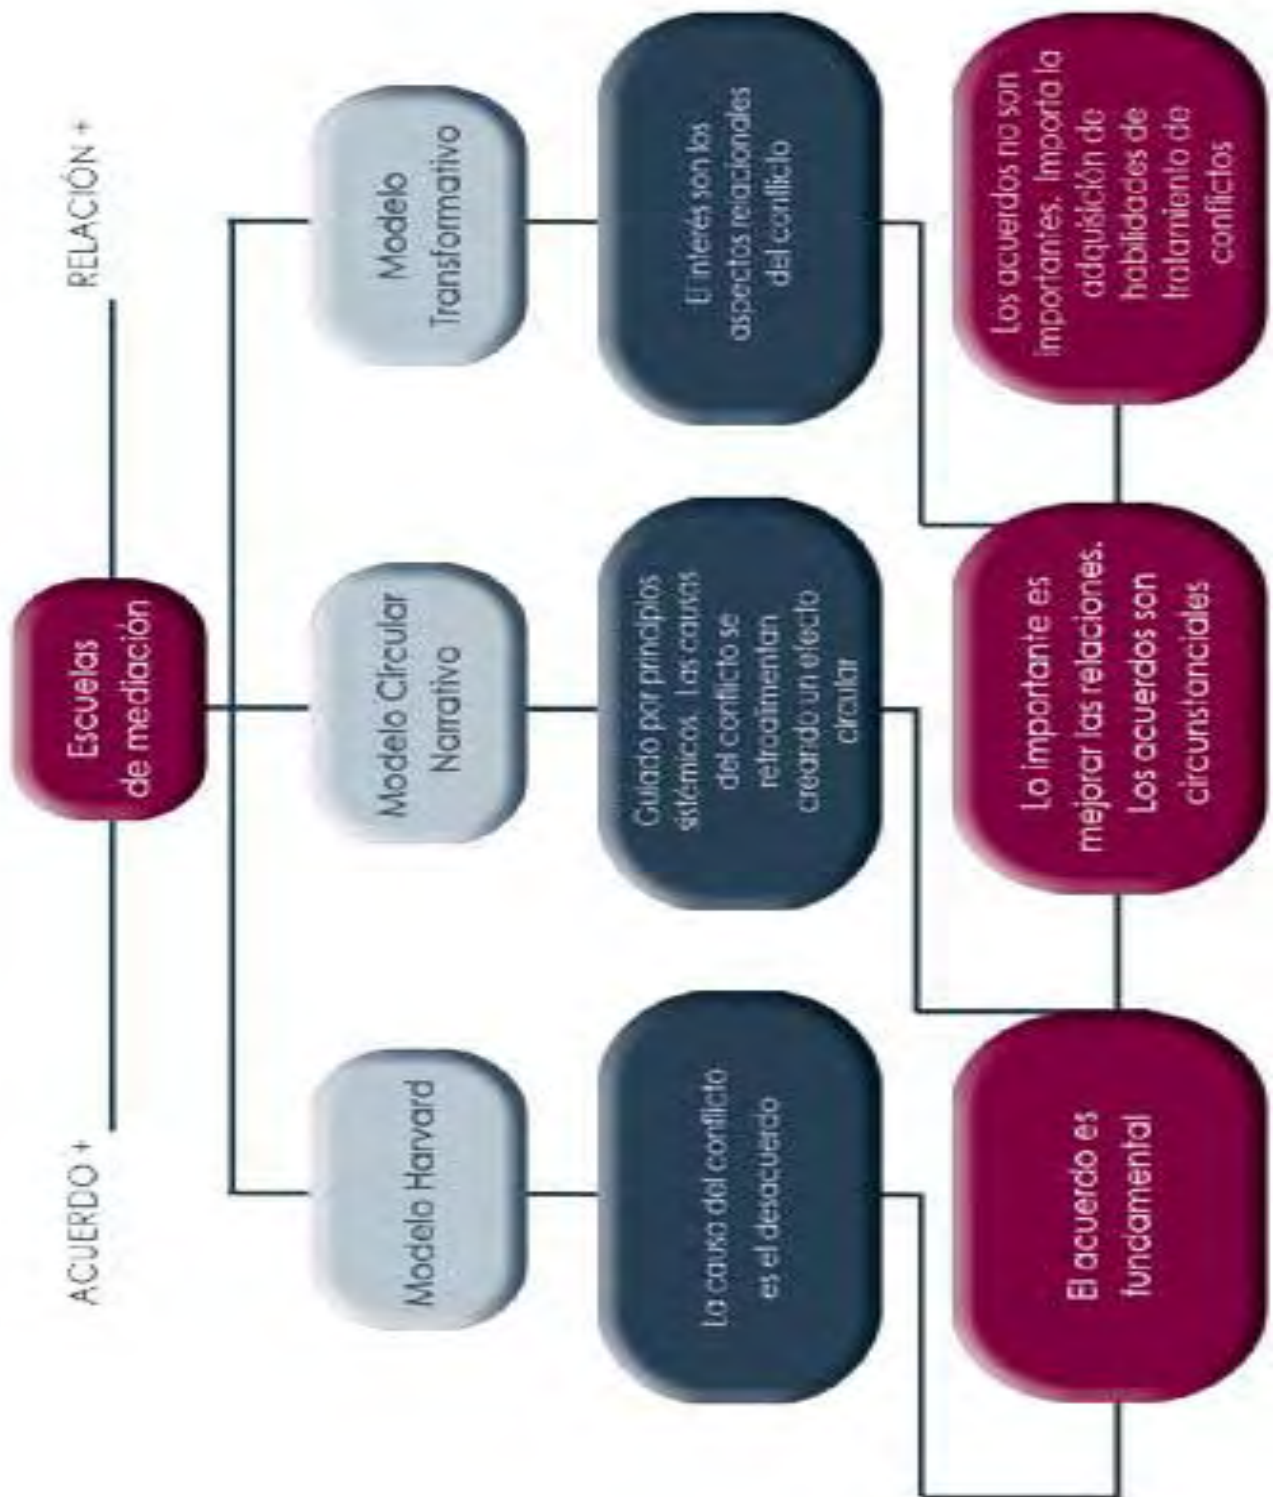 Escuelas
de mediación
ACUERDO +
RELACIÓN +
Modelo Harvard
Modelo Circular
Narrativo
Modelo
Transformativo
La causa del conflicto
es el desacuerdo
Guiado por principios
sistémicos. Las causas
del conflicto se
retroalimentan
creando un efecto
circular
El interés son los
aspectos relacionales
del conflicto
El acuerdo es
fundamental
Lo importante es
mejorar las relaciones.
Los acuerdos son
circunstanciales
Los acuerdos no son
importantes. Importa la
adquisición de
habilidades de
tratamiento de
conflictos